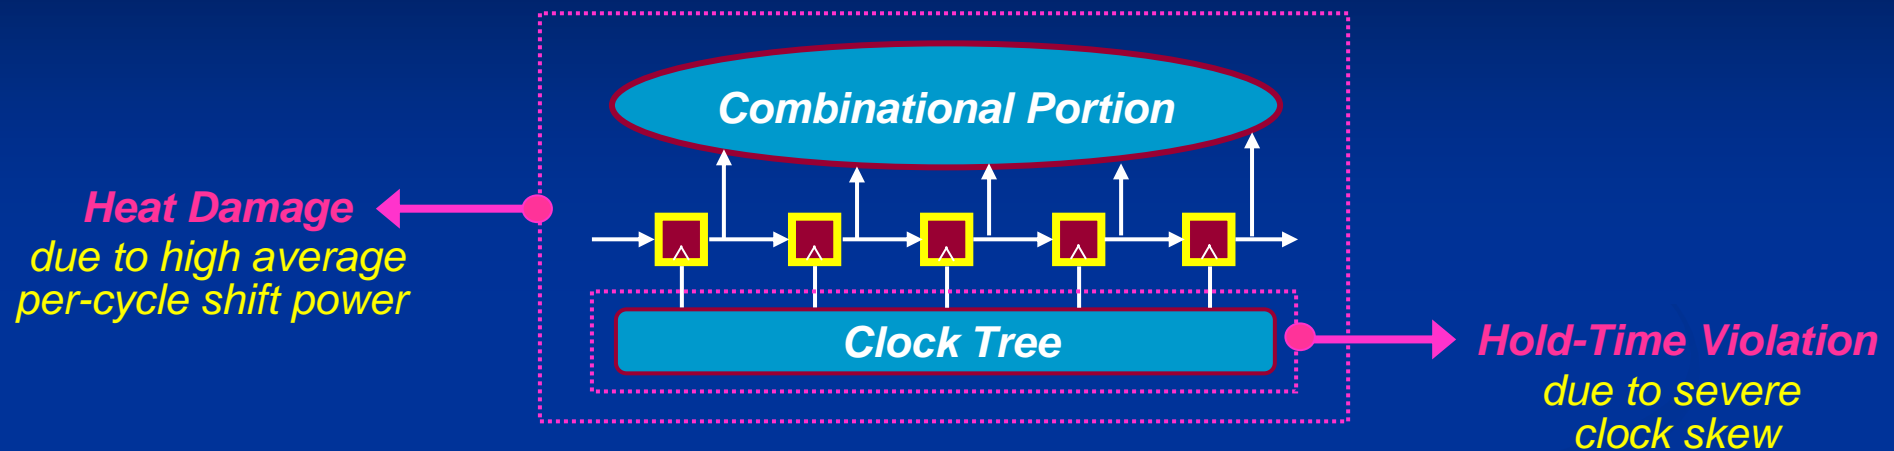 Combinational Portion
Heat Damage
due to high average
per-cycle shift power
Clock Tree
Hold-Time Violation
due to severe
clock skew